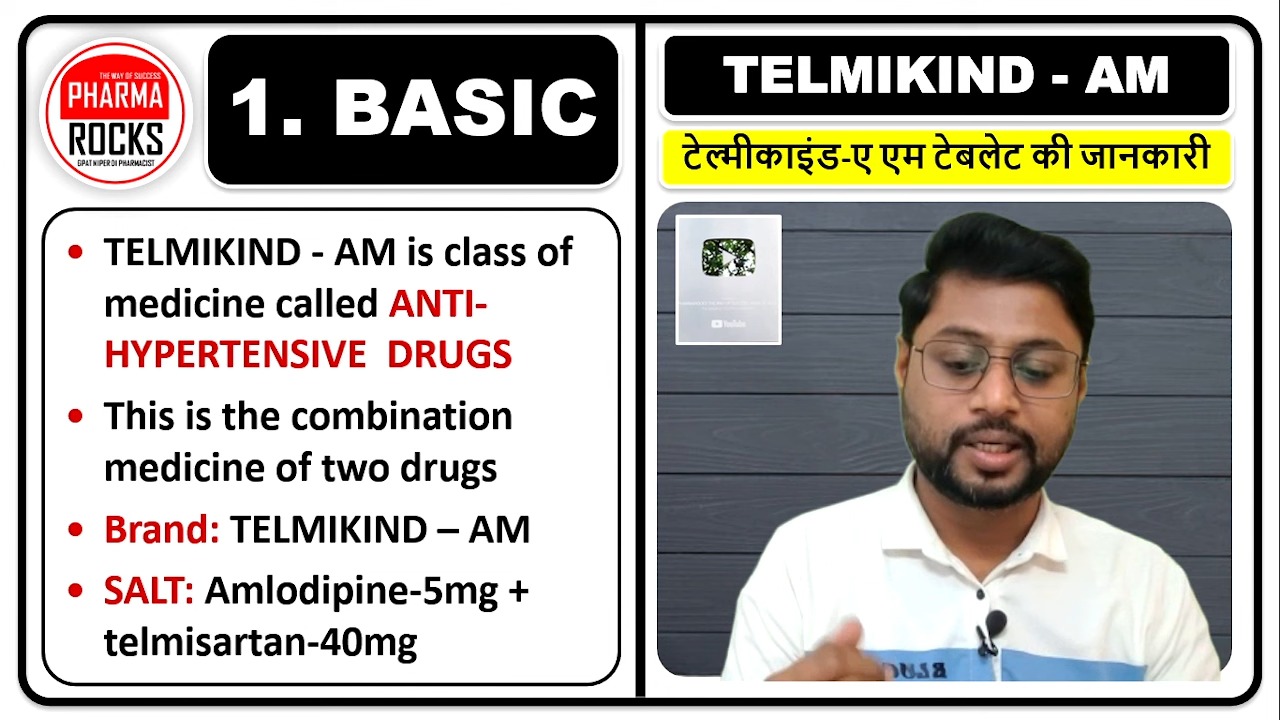 THE WAY OF SUCCESS
PHARMA
ROCKS
GPAT NIPER DI PHARMACIST
1. BASIC
• TELMIKIND - AM is class of
medicine called ANTI-
HYPERTENSIVE DRUGS
• This is the combination
medicine of two drugs
• Brand: TELMIKIND – AM
• SALT: Amlodipine-5mg +
telmisartan-40mg
TELMIKIND - AM
टेल्मीकाइंड-ए एम टेबलेट की जानकारी
YouTube